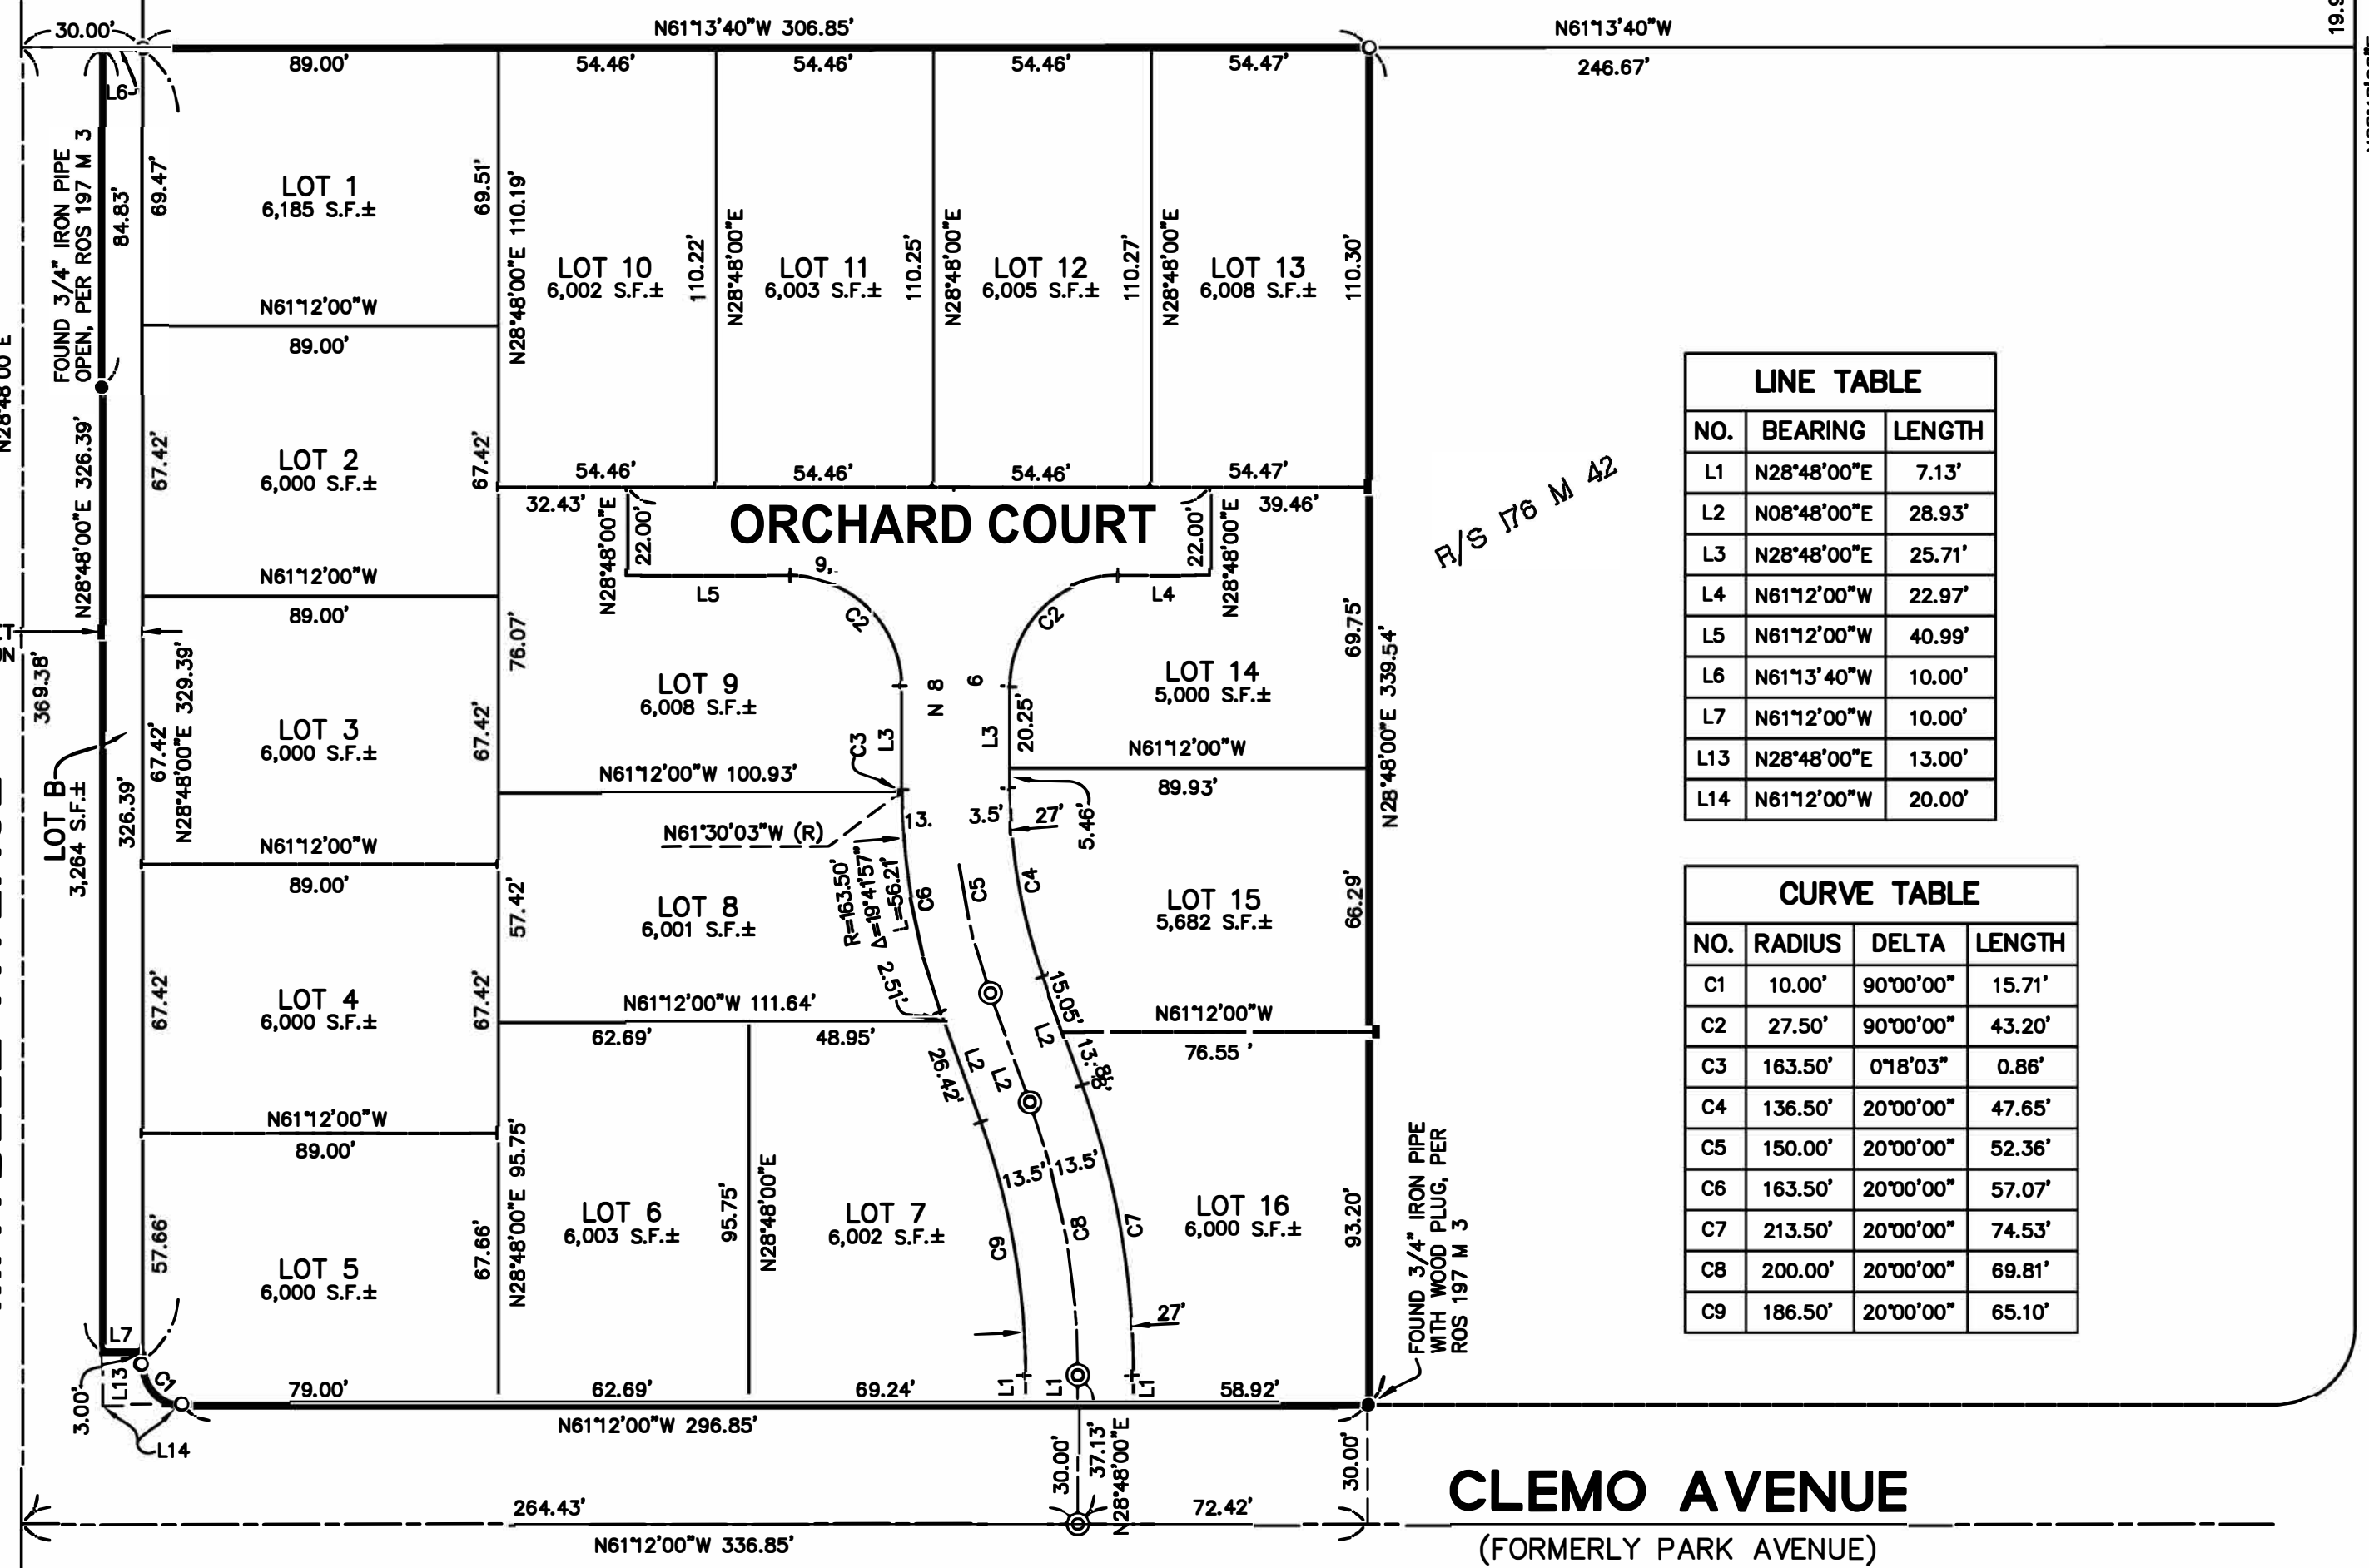 30.00'
N61°13'40"W 306.85'
N61°13'40"W
246.67'
89.00'
54.46'
54.46'
54.46'
54.47'
L6
FOUND 3/4" IRON PIPE
OPEN, PER ROS 197 M 3
84.83'
69.47'
LOT 1
6,185 S.F.±
69.51'
N28°48'00"E 110.19'
LOT 10
6,002 S.F.±
110.22'
N28°48'00"E
LOT 11
6,003 S.F.±
110.25'
N28°48'00"E
LOT 12
6,005 S.F.±
110.27'
N28°48'00"E
LOT 13
6,008 S.F.±
110.30'
N61°12'00"W
89.00'
N28°48'00"E
N28°48'00"E 326.39'
67.42'
LOT 2
6,000 S.F.±
67.42'
54.46'
54.46'
54.46'
54.47'
32.43'
39.46'
N28°48'00"E
22.00'
ORCHARD COURT
22.00'
N28°48'00"E
R/S 176 M 42
N61°12'00"W
89.00'
L5
9,
C2
C2
L4
369.38'
LOT B
3,264 S.F.±
326.39'
67.42'
N28°48'00"E 329.39'
LOT 3
6,000 S.F.±
67.42'
76.07'
LOT 9
6,008 S.F.±
N 8
6
C3
L3
L3
20.25'
LOT 14
5,000 S.F.±
69.75'
N28°48'00"E 339.54'
N61°12'00"W 100.93'
N61°12'00"W
89.93'
N61°30'03"W (R)
13.
3.5'
27'
5.46'
N61°12'00"W
89.00'
57.42'
LOT 8
6,001 S.F.±
R=163.50'
Δ=19°41'57"
L=56.21'
C6
C5
C4
LOT 15
5,682 S.F.±
66.29'
67.42'
LOT 4
6,000 S.F.±
67.42'
N61°12'00"W 111.64'
2.51'
62.69'
48.95'
15.05'
N61°12'00"W
76.55 '
26.42'
L2
L2
L2
13.88'
N61°12'00"W
89.00'
57.66'
LOT 5
6,000 S.F.±
67.66'
N28°48'00"E 95.75'
LOT 6
6,003 S.F.±
95.75'
N28°48'00"E
LOT 7
6,002 S.F.±
13.5'
13.5'
C9
C8
C7
LOT 16
6,000 S.F.±
93.20'
27'
FOUND 3/4" IRON PIPE
WITH WOOD PLUG, PER
ROS 197 M 3
L7
3.00'
L13
C1
L14
79.00'
62.69'
69.24'
L1
L1
L1
58.92'
N61°12'00"W 296.85'
30.00'
37.13'
N28°48'00"E
30.00'
264.43'
72.42'
N61°12'00"W 336.85'
CLEMO AVENUE
(FORMERLY PARK AVENUE)
LINE TABLE
NO. BEARING LENGTH
L1 N28°48'00"E 7.13'
L2 N08°48'00"E 28.93'
L3 N28°48'00"E 25.71'
L4 N61°12'00"W 22.97'
L5 N61°12'00"W 40.99'
L6 N61°13'40"W 10.00'
L7 N61°12'00"W 10.00'
L13 N28°48'00"E 13.00'
L14 N61°12'00"W 20.00'
CURVE TABLE
NO. RADIUS DELTA LENGTH
C1 10.00' 90°00'00" 15.71'
C2 27.50' 90°00'00" 43.20'
C3 163.50' 0°18'03" 0.86'
C4 136.50' 20°00'00" 47.65'
C5 150.00' 20°00'00" 52.36'
C6 163.50' 20°00'00" 57.07'
C7 213.50' 20°00'00" 74.53'
C8 200.00' 20°00'00" 69.81'
C9 186.50' 20°00'00" 65.10'